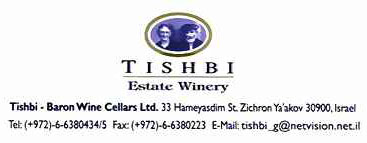 TISHBI
Estate Winery
Tishbi - Baron Wine Cellars Ltd. 33 Hameyasdim St. Zichron Ya'akov 30900, Israel
Tel: (+972)-6-6380434/5 Fax: (+972)-6-6380223 E-Mail: tishbi_g@netvision.net.il